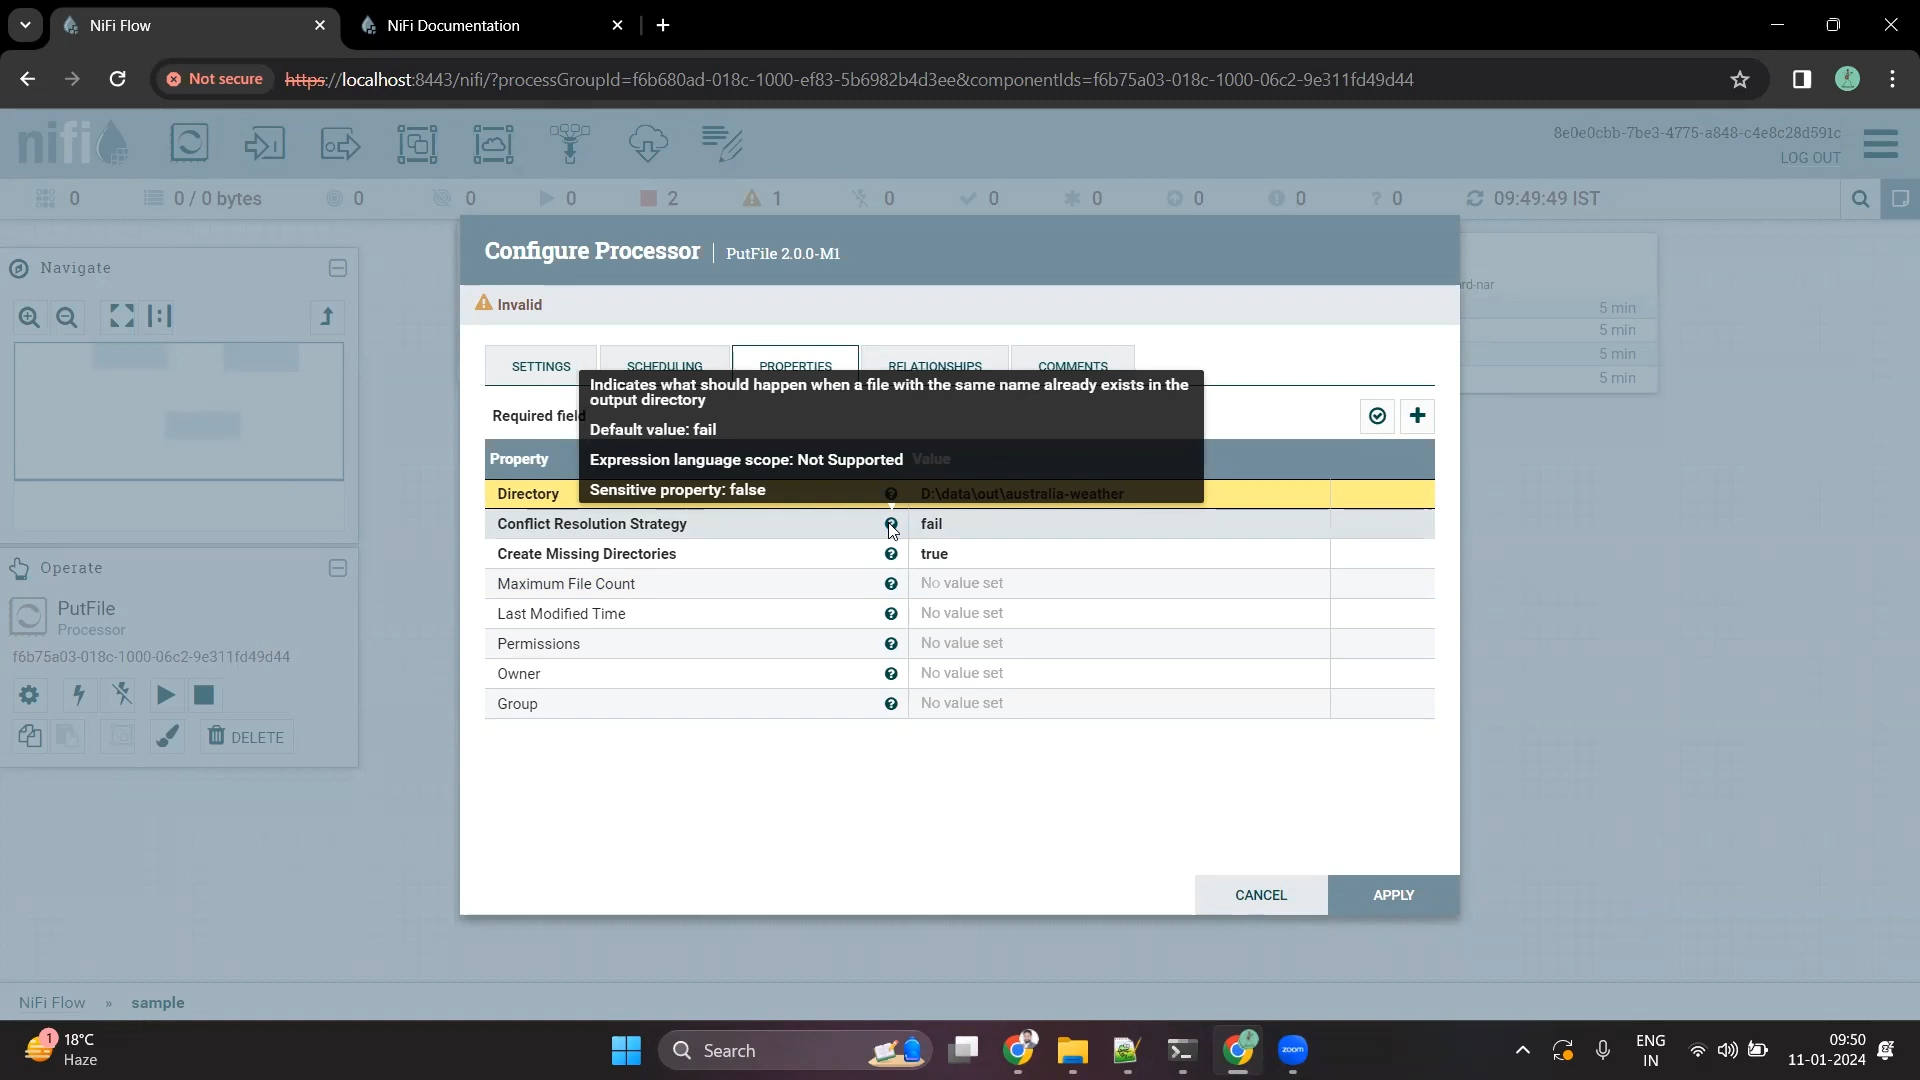 NiFi Flow
NiFi Documentation
Not secure
https://localhost:8443/nifi/?processGroupId=f6b680ad-018c-1000-ef83-5b6982b4d3ee&componentIds=f6b75a03-018c-1000-06c2-9e311fd49d44
nifi
8e0e0cbb-7be3-4775-a848-c4e8c28d591c
LOG OUT
0
0 / 0 bytes
0
0
0
2
1
0
0
0
0
0
? 0
09:49:49 IST
Navigate
Operate
PutFile
Processor
f6b75a03-018c-1000-06c2-9e311fd49d44
DELETE
Configure Processor | PutFile 2.0.0-M1
Invalid
SETTINGS
SCHEDULING
PROPERTIES
RELATIONSHIPS
COMMENTS
Indicates what should happen when a file with the same name already exists in the
output directory
Default value: fail
Expression language scope: Not Supported
Sensitive property: false
Required field
Property
Value
Directory
D:\data\out\australia-weather
Conflict Resolution Strategy
fail
Create Missing Directories
true
Maximum File Count
No value set
Last Modified Time
No value set
Permissions
No value set
Owner
No value set
Group
No value set
CANCEL
APPLY
rd-nar
5 min
5 min
5 min
5 min
NiFi Flow » sample
1
18°C
Haze
Search
zoom
ENG
IN
09:50
11-01-2024